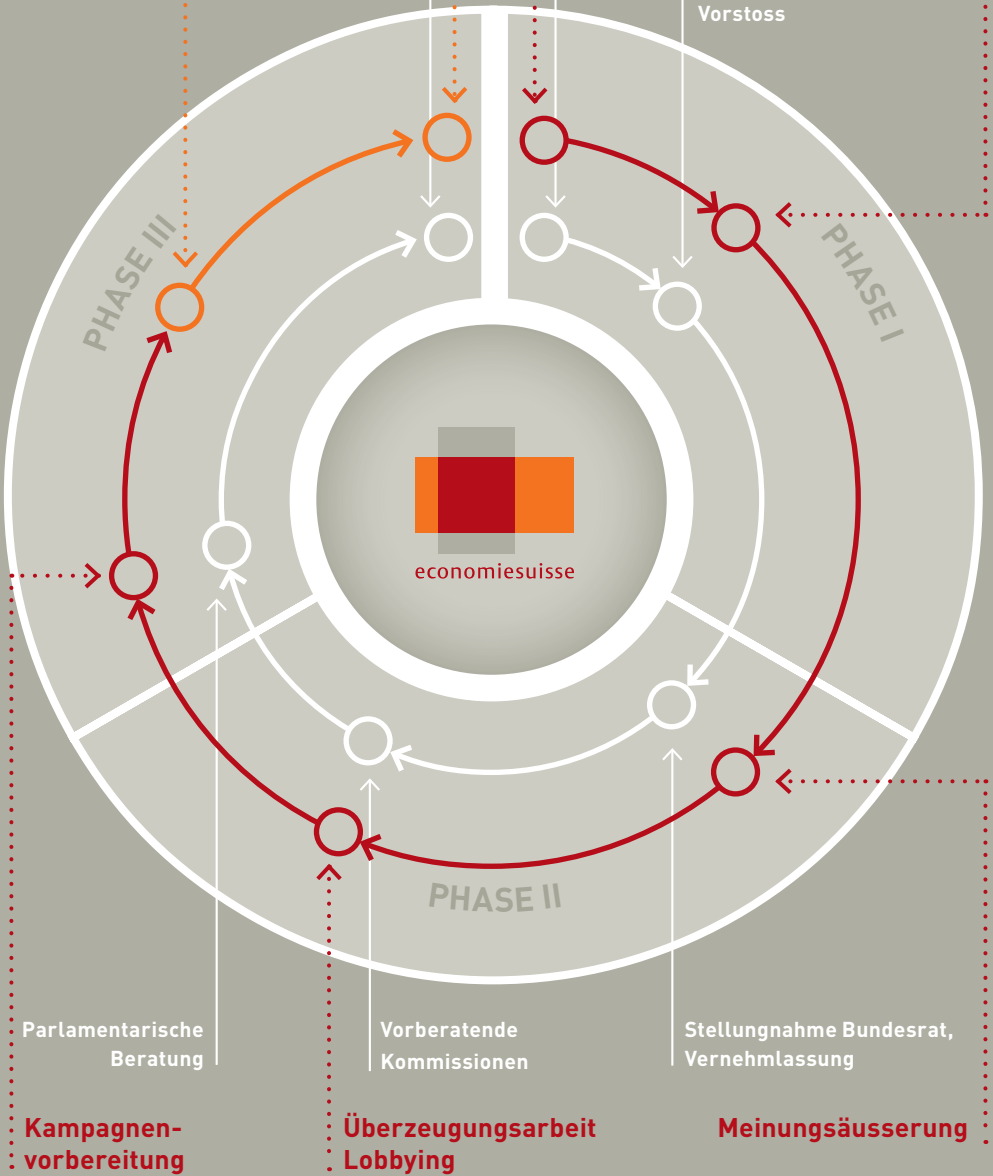 Vorstoss
PHASE III
PHASE I
economiesuisse
PHASE II
Parlamentarische
Beratung
Vorberatende
Kommissionen
Stellungnahme Bundesrat,
Vernehmlassung
Kampagnen-
vorbereitung
Überzeugungsarbeit
Lobbying
Meinungsäusserung